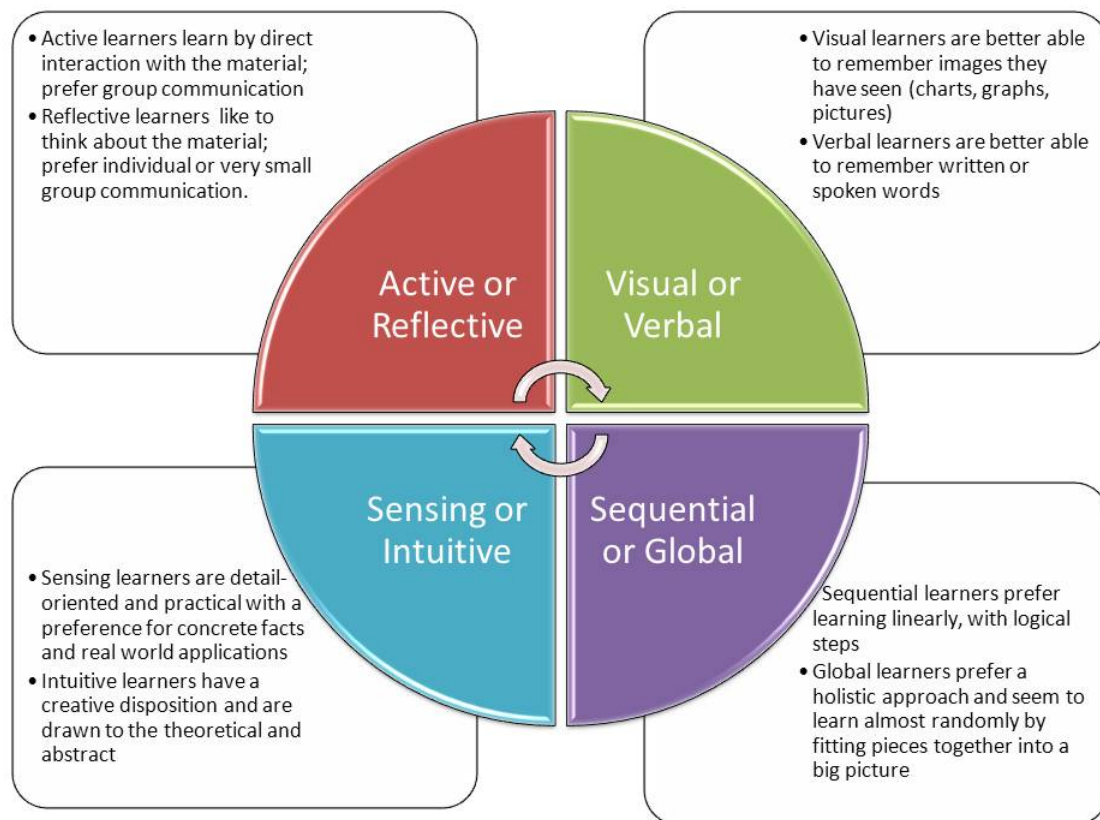 • Active learners learn by direct
interaction with the material;
prefer group communication
• Reflective learners like to
think about the material;
prefer individual or very small
group communication.
• Visual learners are better able
to remember images they
have seen (charts, graphs,
pictures)
• Verbal learners are better able
to remember written or
spoken words
Active or
Reflective
Visual or
Verbal
Sensing or
Intuitive
Sequential
or Global
• Sensing learners are detail-
oriented and practical with a
preference for concrete facts
and real world applications
• Intuitive learners have a
creative disposition and are
drawn to the theoretical and
abstract
Sequential learners prefer
learning linearly, with logical
steps
• Global learners prefer a
holistic approach and seem to
learn almost randomly by
fitting pieces together into a
big picture